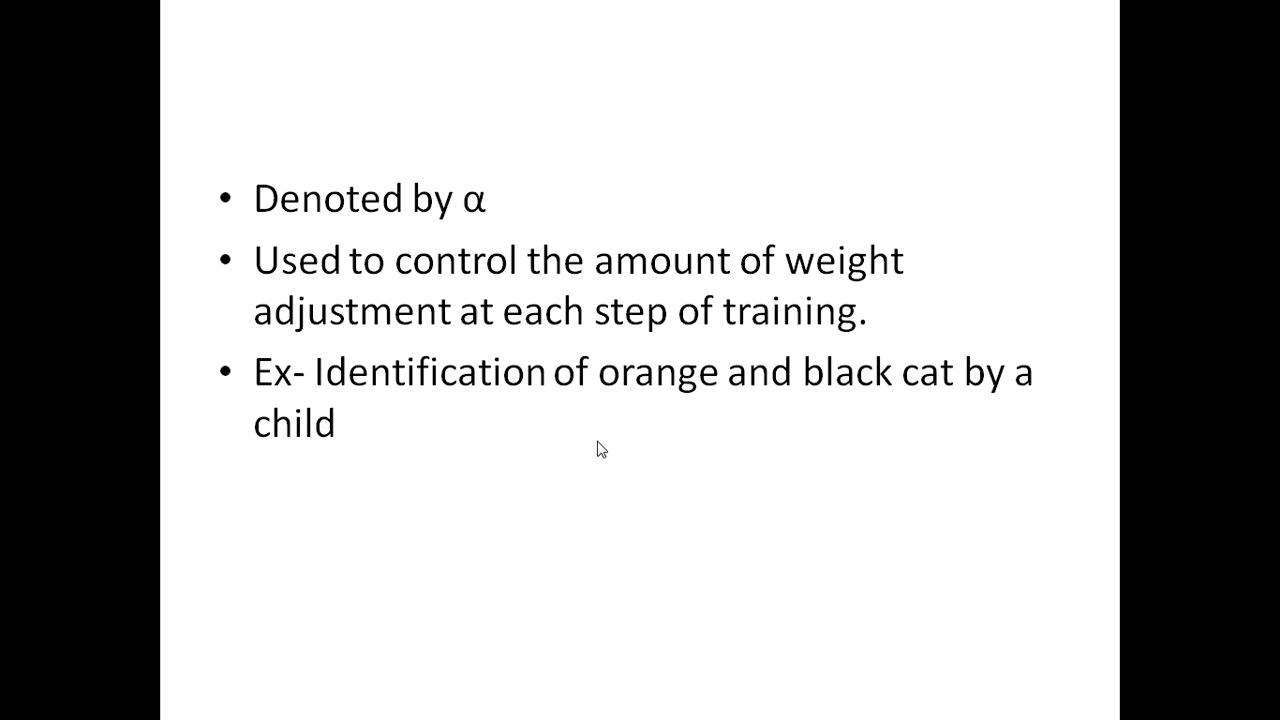 • Denoted by α
• Used to control the amount of weight
adjustment at each step of training.
• Ex- Identification of orange and black cat by a
child